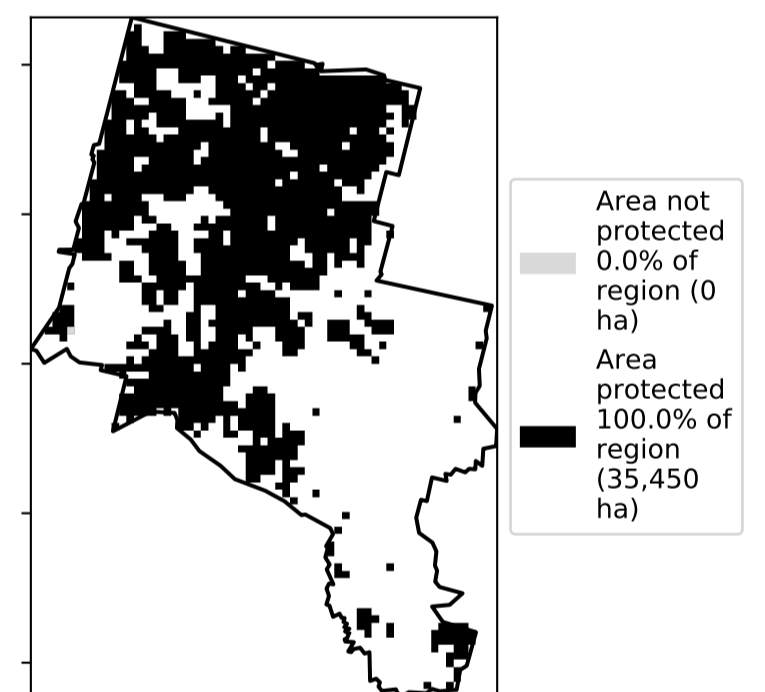 Area not
protected
0.0% of
region (0
ha)
Area
protected
100.0% of
region
(35,450
ha)